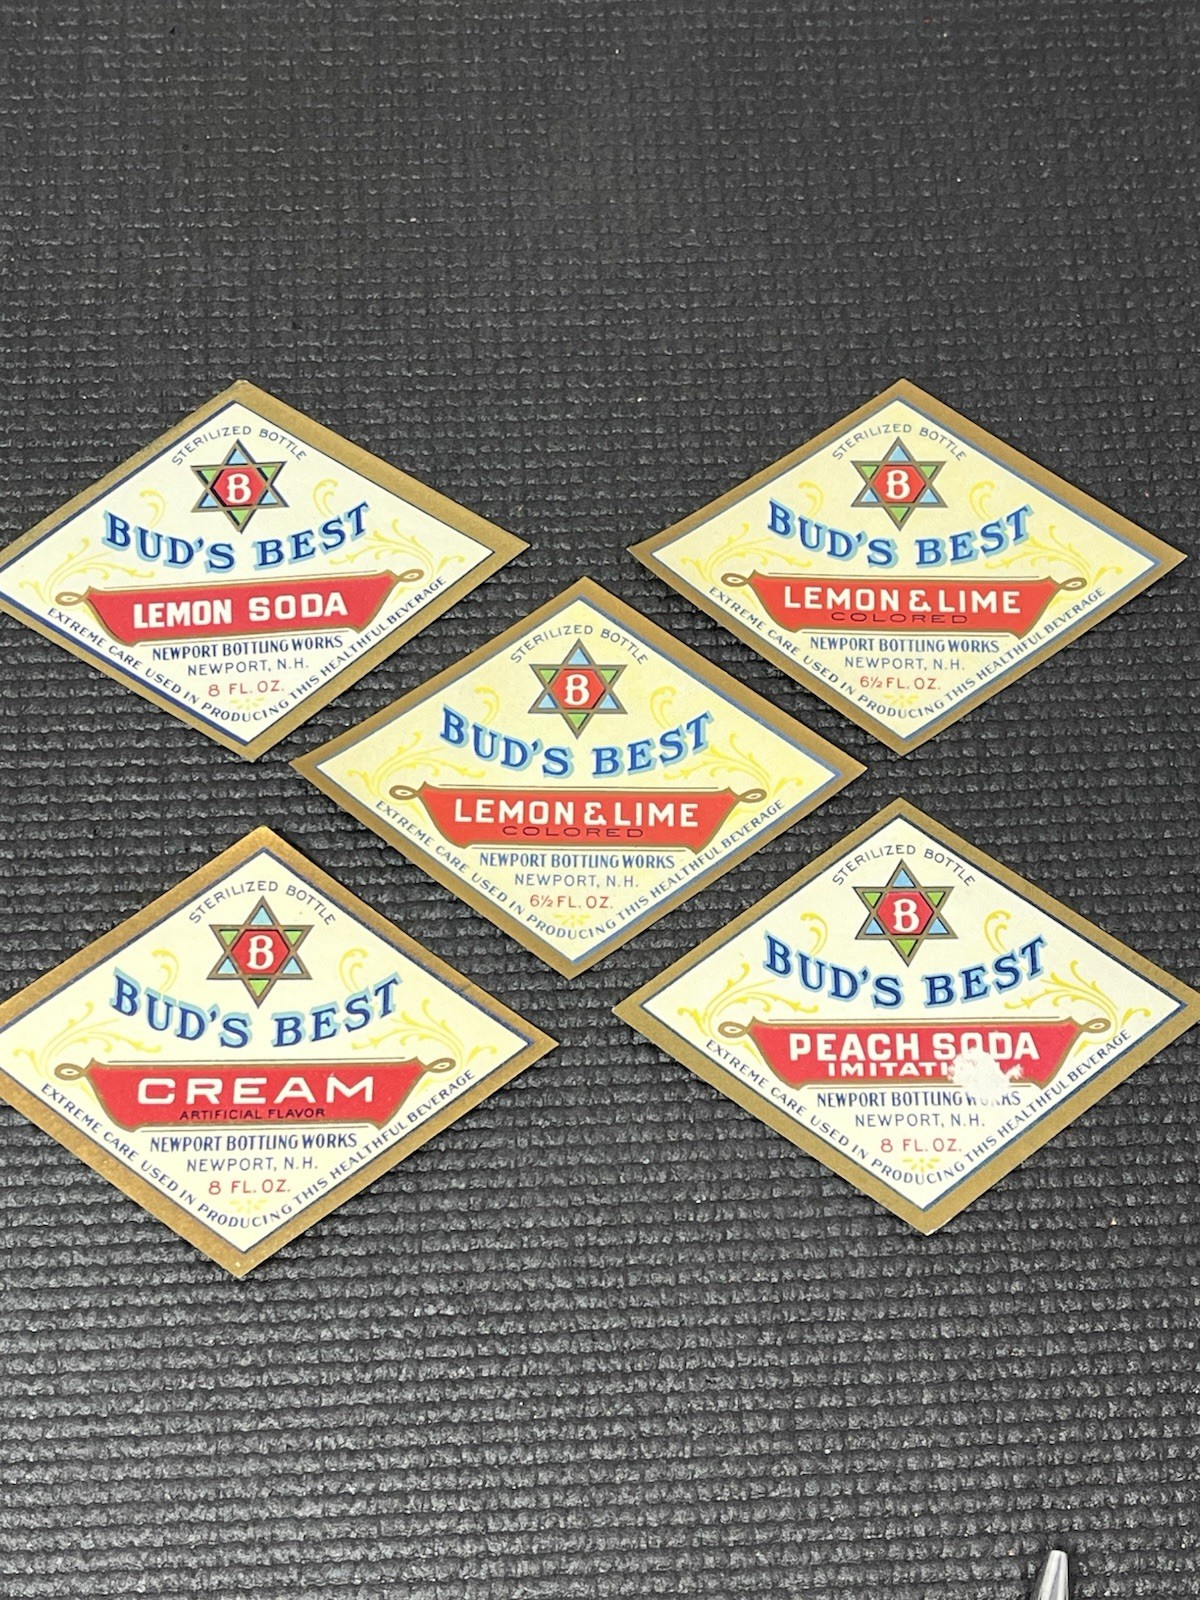 STERILIZED BOTTLE
B
BUD'S BEST
LEMON SODA
NEWPORT BOTTLING WORKS
NEWPORT, N.H.
8 FL. OZ.
EXTREME CARE USED IN PRODUCING THIS HEALTHFUL BEVERAGE
STERILIZED BOTTLE
B
BUD'S BEST
LEMON & LIME
COLORED
NEWPORT BOTTLING WORKS
NEWPORT, N.H.
6½ FL. OZ.
EXTREME CARE USED IN PRODUCING THIS HEALTHFUL BEVERAGE
STERILIZED BOTTLE
B
BUD'S BEST
LEMON & LIME
COLORED
NEWPORT BOTTLING WORKS
NEWPORT, N.H.
6½ FL. OZ.
EXTREME CARE USED IN PRODUCING THIS HEALTHFUL BEVERAGE
STERILIZED BOTTLE
B
BUD'S BEST
CREAM
ARTIFICIAL FLAVOR
NEWPORT BOTTLING WORKS
NEWPORT, N.H.
8 FL. OZ.
EXTREME CARE USED IN PRODUCING THIS HEALTHFUL BEVERAGE
STERILIZED BOTTLE
B
BUD'S BEST
PEACH SODA
NEWPORT BOTTLING WORKS
NEWPORT, N.H.
8 FL. OZ.
EXTREME CARE USED IN PRODUCING THIS HEALTHFUL BEVERAGE